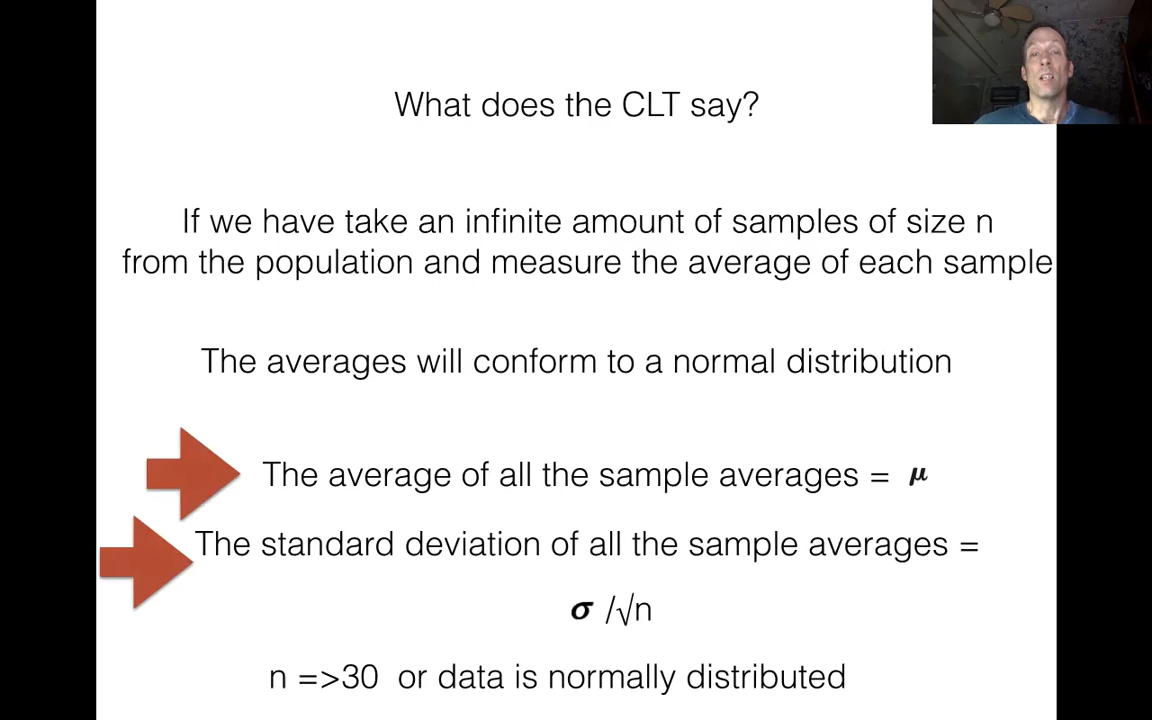 What does the CLT say?
If we have take an infinite amount of samples of size n
from the population and measure the average of each sample
The averages will conform to a normal distribution
The average of all the sample averages = μ
The standard deviation of all the sample averages =
σ /√n
n =>30 or data is normally distributed